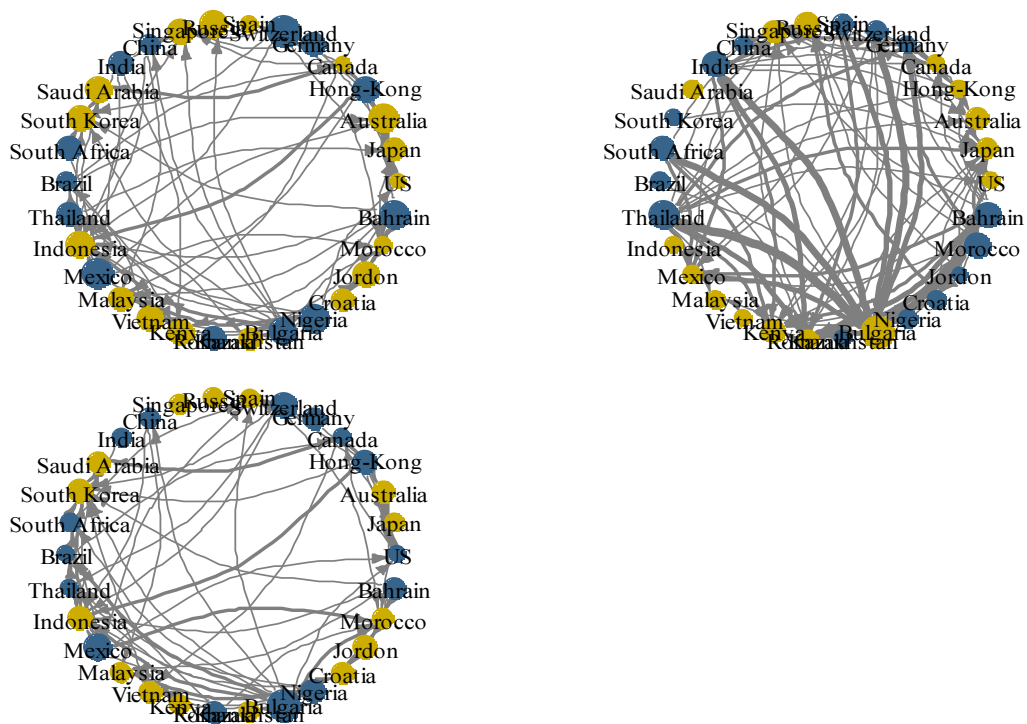 Spain
Russia
Switzerland
Singapore
Germany
China
Canada
India
Hong-Kong
Saudi Arabia
Australia
South Korea
Japan
South Africa
US
Brazil
Bahrain
Thailand
Morocco
Indonesia
Jordon
Mexico
Croatia
Malaysia
Nigeria
Vietnam
Bulgaria
Kenya
Kazakhstan
Spain
Russia
Switzerland
Singapore
Germany
China
Canada
India
Hong-Kong
Saudi Arabia
Australia
South Korea
Japan
South Africa
US
Brazil
Bahrain
Thailand
Morocco
Indonesia
Jordon
Mexico
Croatia
Malaysia
Nigeria
Vietnam
Bulgaria
Kenya
Spain
Russia
Switzerland
Singapore
Germany
China
Canada
India
Hong-Kong
Saudi Arabia
Australia
South Korea
Japan
South Africa
US
Brazil
Bahrain
Thailand
Morocco
Indonesia
Jordon
Mexico
Croatia
Malaysia
Nigeria
Vietnam
Bulgaria
Kenya
Kazakhstan